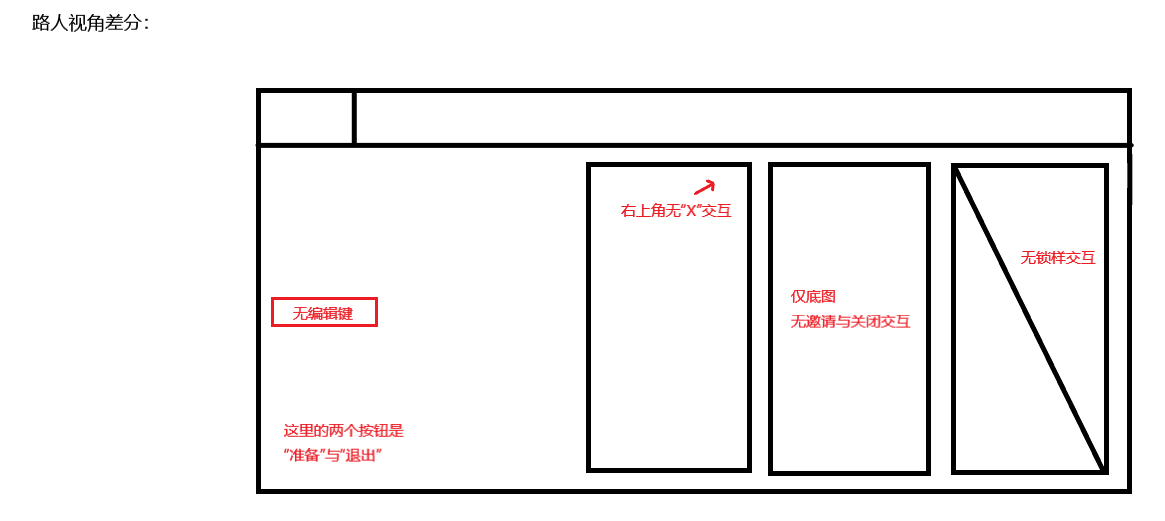 路人视角差分：
右上角无“X”交互
无锁样交互
仅底图
无邀请与关闭交互
无编辑键
这里的两个按钮是
“准备”与“退出”